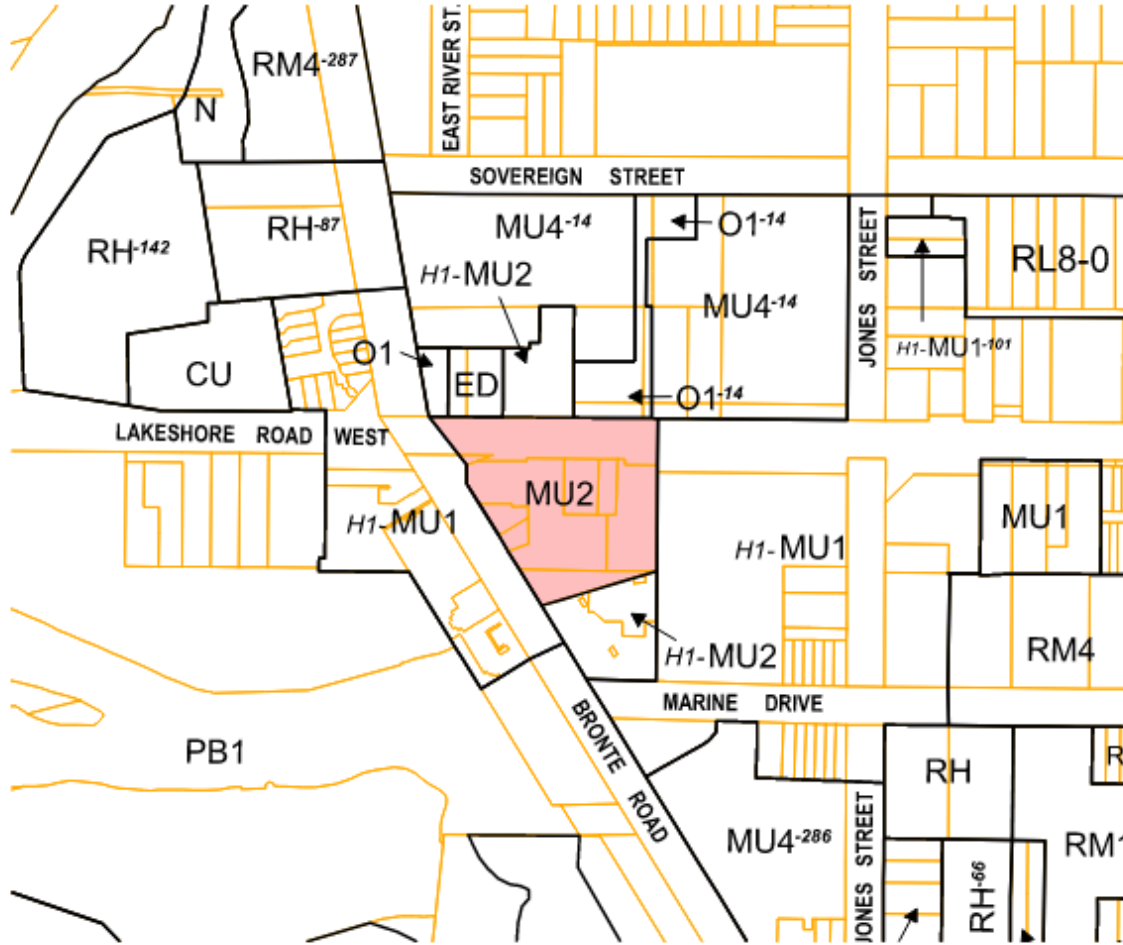 EAST RIVER ST.
RM4-287
N
SOVEREIGN STREET
RH-142
RH-87
MU4-14
O1-14
JONES STREET
RL8-0
H1-MU2
MU4-14
H1-MU1-101
O1
CU
ED
O1-14
LAKESHORE ROAD WEST
MU2
H1-MU1
H1-MU1
MU1
H1-MU2
RM4
MARINE DRIVE
BRONTE ROAD
PB1
RH
R
MU4-286
JONES STREET
RM1
RH-66